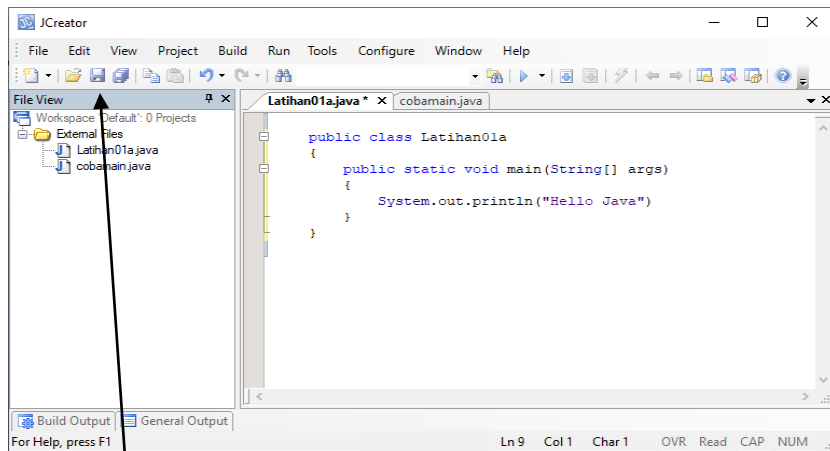 JCreator
File Edit View Project Build Run Tools Configure Window Help
File View
Latihan01a.java * cobamain.java
Workspace 'Default': 0 Projects
External Files
Latihan01a.java
cobamain.java
public class Latihan01a
{
public static void main(String[] args)
{
System.out.println("Hello Java")
}
}
Build Output General Output
For Help, press F1 Ln 9 Col 1 Char 1 OVR Read CAP NUM